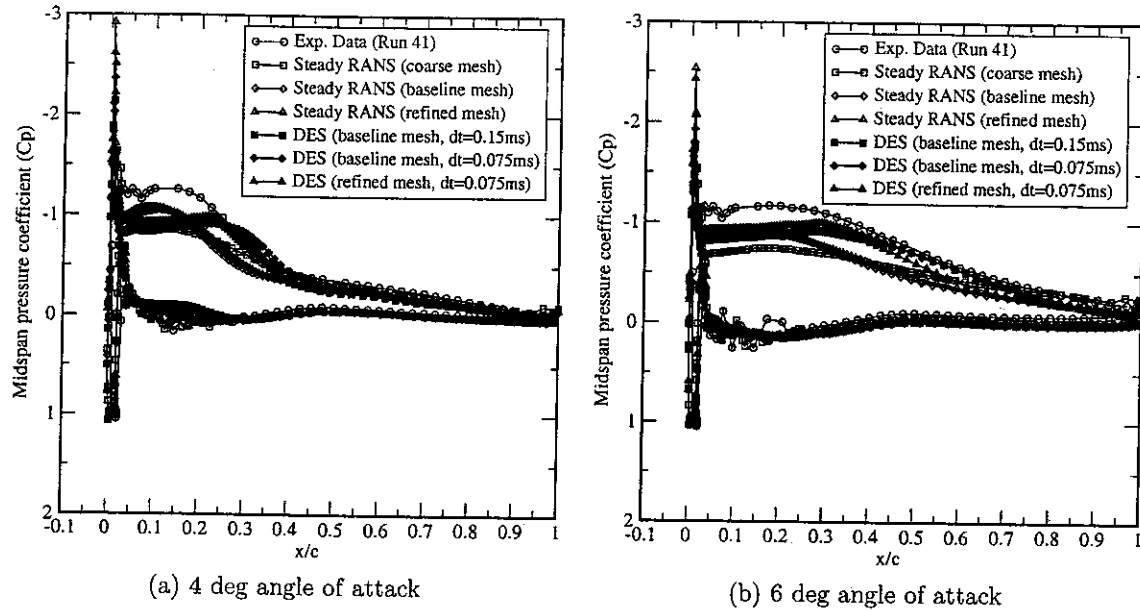 -3
-2
-1
0
1
2
Midspan pressure coefficient (Cp)
Exp. Data (Run 41)
Steady RANS (coarse mesh)
Steady RANS (baseline mesh)
Steady RANS (refined mesh)
DES (baseline mesh, dt=0.15ms)
DES (baseline mesh, dt=0.075ms)
DES (refined mesh, dt=0.075ms)
-0.1 0 0.1 0.2 0.3 0.4 0.5 0.6 0.7 0.8 0.9 1
x/c
(a) 4 deg angle of attack
-3
-2
-1
0
1
2
Midspan pressure coefficient (Cp)
Exp. Data (Run 41)
Steady RANS (coarse mesh)
Steady RANS (baseline mesh)
Steady RANS (refined mesh)
DES (baseline mesh, dt=0.15ms)
DES (baseline mesh, dt=0.075ms)
DES (refined mesh, dt=0.075ms)
-0.1 0 0.1 0.2 0.3 0.4 0.5 0.6 0.7 0.8 0.9 1
x/c
(b) 6 deg angle of attack